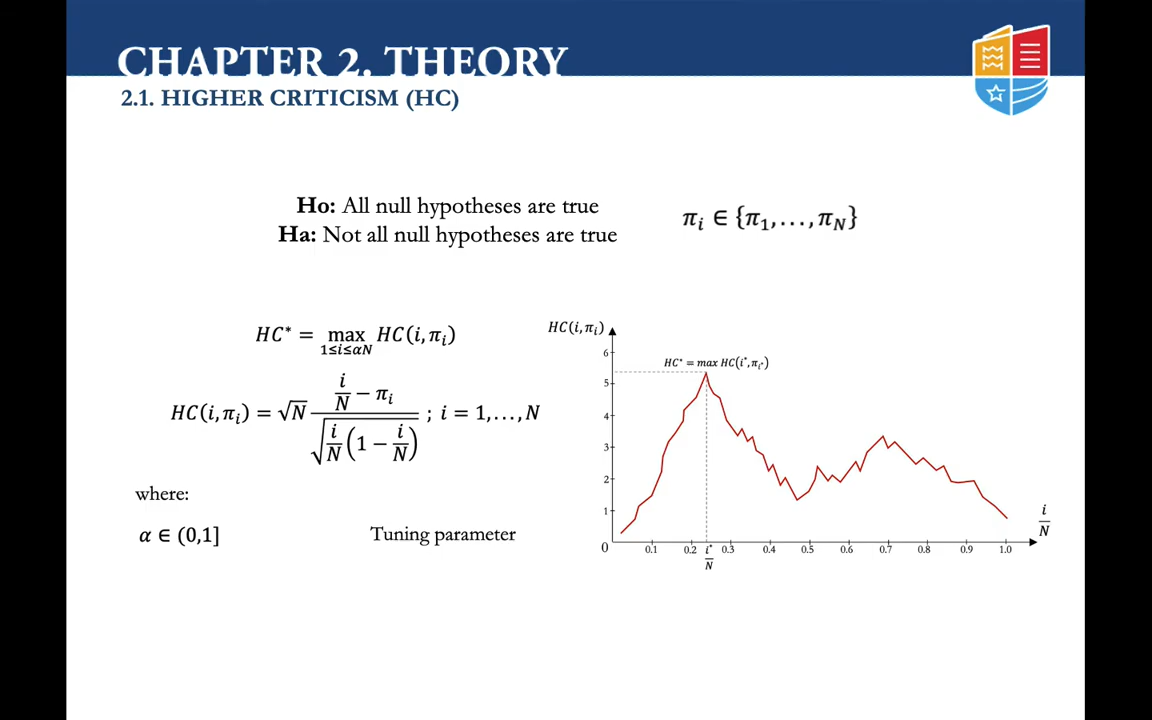 CHAPTER 2. THEORY
2.1. HIGHER CRITICISM (HC)
Ho: All null hypotheses are true
Ha: Not all null hypotheses are true
πᵢ ∈ {π₁,...,π_N}
HC* = max HC(i,πᵢ)
1≤i≤αN
HC(i,πᵢ) = √N (i/N − πᵢ) / √(i/N (1 − i/N)) ; i = 1,...,N
where:
α ∈ (0,1]
Tuning parameter
HC(i,πᵢ)
HC* = max HC(i*,π_i*)
6
5
4
3
2
1
0
0.1 0.2 i*/N 0.3 0.4 0.5 0.6 0.7 0.8 0.9 1.0
i/N